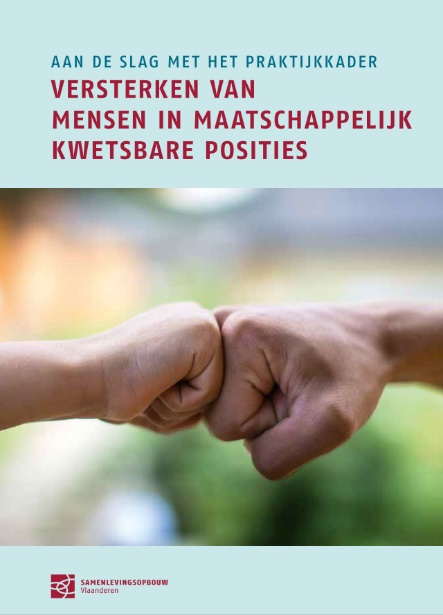 AAN DE SLAG MET HET PRAKTIJKKADER
VERSTERKEN VAN
MENSEN IN MAATSCHAPPELIJK
KWETSBARE POSITIES
SAMENLEVINGSOPBOUW
Vlaanderen